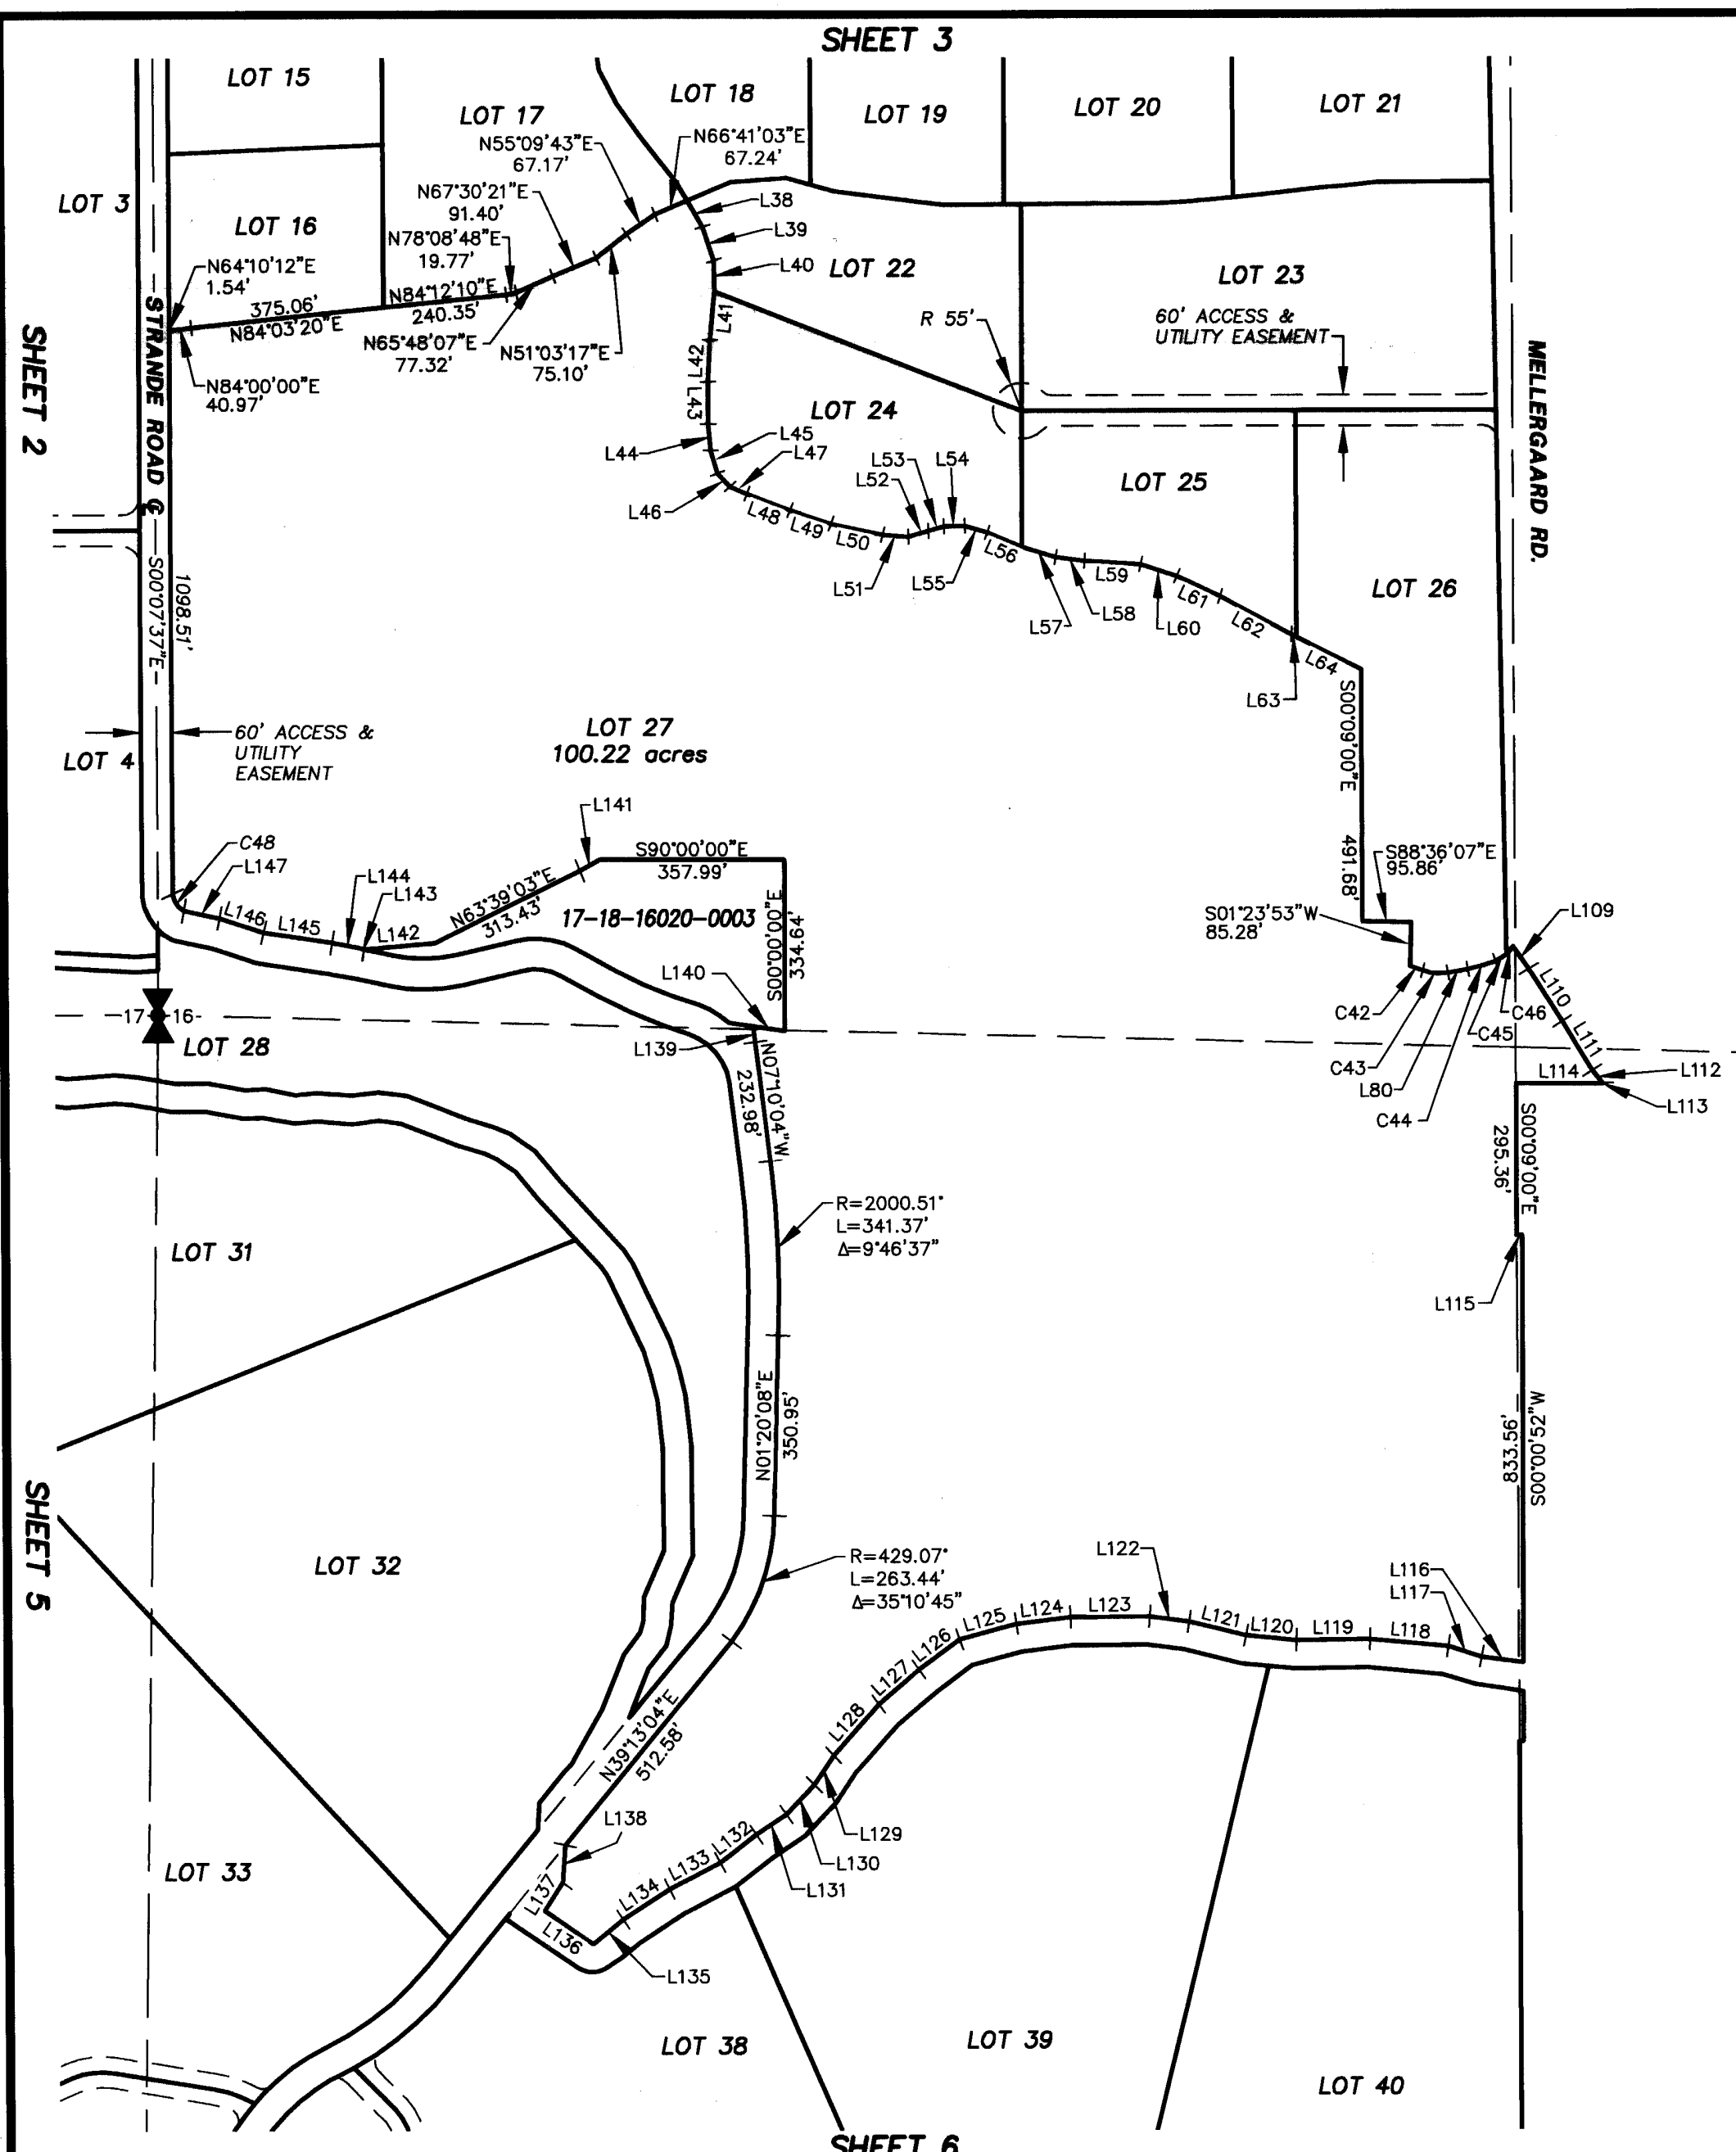 SHEET 3
LOT 15
LOT 17
LOT 18
LOT 19
LOT 20
LOT 21
N55°09'43"E
67.17'
N66°41'03"E
67.24'
LOT 3
N67°30'21"E
91.40'
L38
LOT 16
N78°08'48"E
19.77'
L39
N64°10'12"E
1.54'
L40
LOT 22
LOT 23
375.06'
N84°03'20"E
N84°12'10"E
240.35'
L41
R 55'
60' ACCESS &
UTILITY EASEMENT
N65°48'07"E
77.32'
N51°03'17"E
75.10'
L42
N84°00'00"E
40.97'
L43
LOT 24
SHEET 2
STRANDE ROAD ℄
MELLERGAARD RD.
L44
L45
L47
L46
L48
L49
L50
L52
L53
L54
L51
L55
L56
LOT 25
S00°07'37"E
1098.51'
L57
L58
L59
L60
L61
L62
LOT 26
L63
L64
S00°09'00"E
491.68'
LOT 4
60' ACCESS &
UTILITY
EASEMENT
LOT 27
100.22 acres
L141
C48
L147
S90°00'00"E
357.99'
S88°36'07"E
95.86'
L144
L143
N63°39'03"E
313.43'
17-18-16020-0003
S00°00'00"E
334.64'
S01°23'53"W
85.28'
L109
L146
L145
L142
L140
L110
C42
C46
C45
17
16
LOT 28
L139
N07°10'04"W
232.98'
C43
L111
L80
L114
L112
C44
L113
S00°09'00"E
295.36'
R=2000.51'
L=341.37'
Δ=9°46'37"
LOT 31
L115
N01°20'08"E
350.95'
S00°00'52"W
833.56'
SHEET 5
LOT 32
R=429.07'
L=263.44'
Δ=35°10'45"
L122
L116
L117
L125
L124
L123
L121
L120
L119
L118
L126
L127
L128
N39°13'04"E
512.58'
L138
L129
L132
L130
LOT 33
L133
L131
L137
L134
L136
L135
LOT 38
LOT 39
LOT 40
SHEET 6